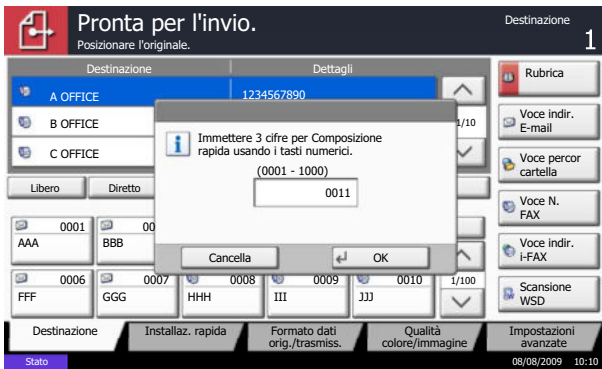 Pronta per l'invio.
Posizionare l'originale.
Destinazione
1
Destinazione Dettagli
A OFFICE 1234567890
B OFFICE
C OFFICE
1/10
Immettere 3 cifre per Composizione
rapida usando i tasti numerici.
(0001 - 1000)
0011
Cancella OK
Libero Diretto
0001
AAA
00
BBB
0006
FFF
0007
GGG
0008
HHH
0009
III
0010
JJJ
1/100
Rubrica
Voce indir.
E-mail
Voce percor
cartella
Voce N.
FAX
Voce indir.
i-FAX
Scansione
WSD
Destinazione
Installaz. rapida
Formato dati
orig./trasmiss.
Qualità
colore/immagine
Impostazioni
avanzate
Stato
08/08/2009 10:10